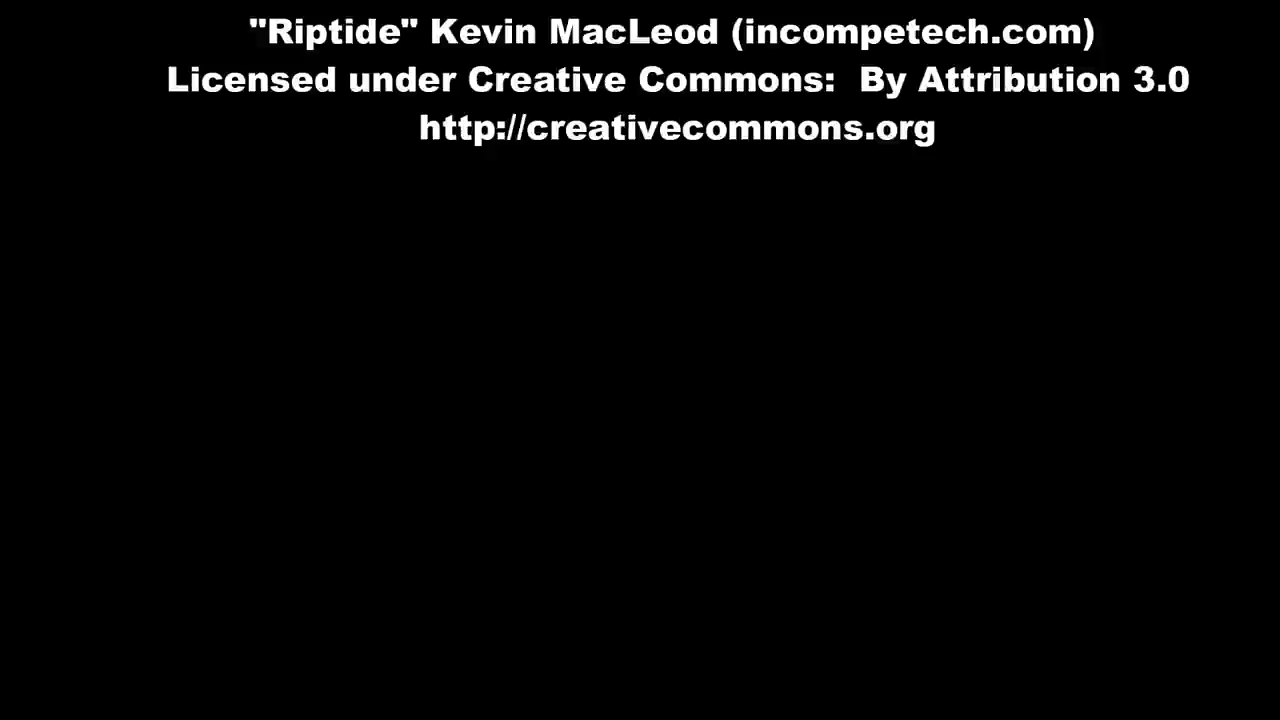 "Riptide" Kevin MacLeod (incompetech.com)
Licensed under Creative Commons:  By Attribution 3.0
http://creativecommons.org